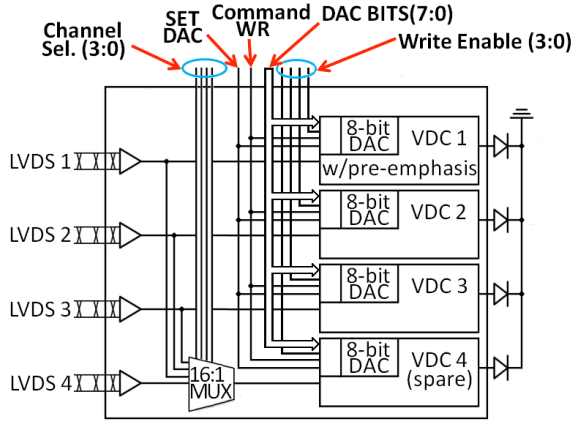 Channel
Sel. (3:0)
SET
DAC
Command
WR
DAC BITS(7:0)
Write Enable (3:0)
LVDS 1
8-bit
DAC
VDC 1
w/pre-emphasis
LVDS 2
8-bit
DAC
VDC 2
LVDS 3
8-bit
DAC
VDC 3
LVDS 4
16:1
MUX
8-bit
DAC
VDC 4
(spare)